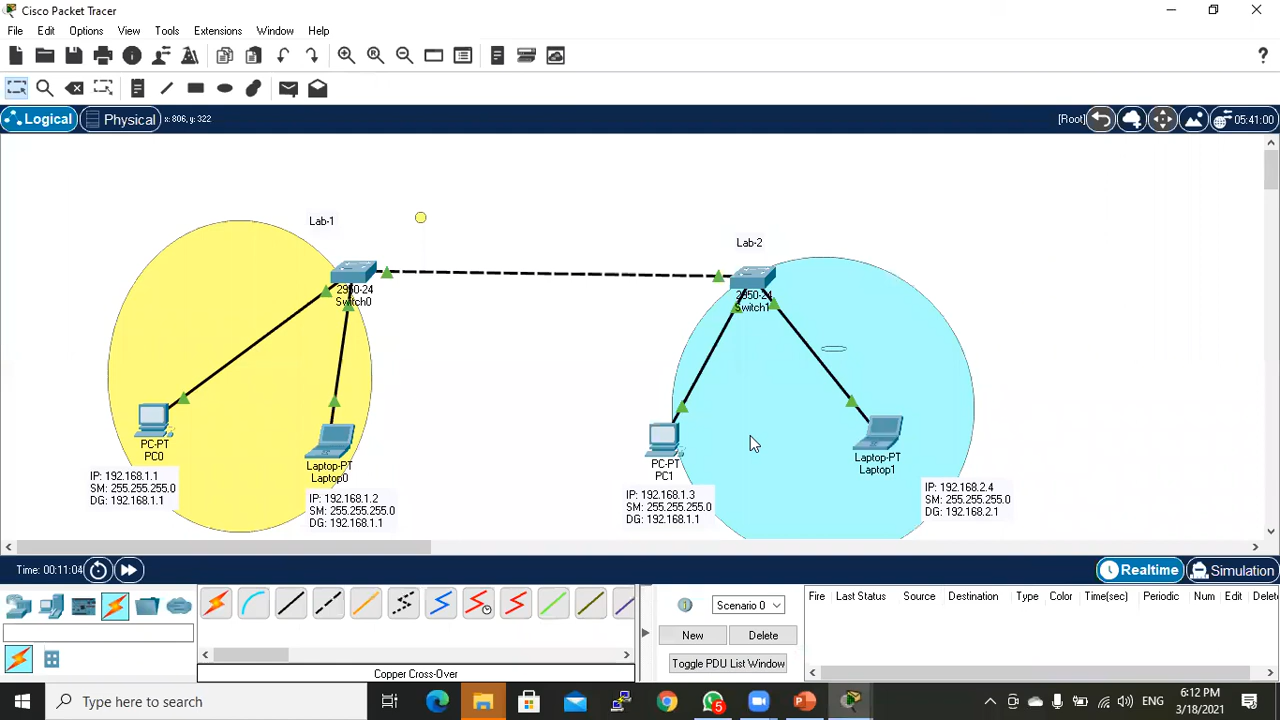 Cisco Packet Tracer
File Edit Options View Tools Extensions Window Help
?
Logical Physical x: 806, y: 322 [Root] 05:41:00
Lab-1
Lab-2
2950-24
Switch0
2950-24
Switch1
PC-PT
PC0
Laptop-PT
Laptop0
PC-PT
PC1
Laptop-PT
Laptop1
IP: 192.168.1.1
SM: 255.255.255.0
DG: 192.168.1.1
IP: 192.168.1.2
SM: 255.255.255.0
DG: 192.168.1.1
IP: 192.168.1.3
SM: 255.255.255.0
DG: 192.168.1.1
IP: 192.168.2.4
SM: 255.255.255.0
DG: 192.168.2.1
Time: 00:11:04 Realtime Simulation
Scenario 0
New Delete
Toggle PDU List Window
Fire Last Status Source Destination Type Color Time(sec) Periodic Num Edit Delet
Copper Cross-Over
Type here to search
5
ENG
6:12 PM
3/18/2021